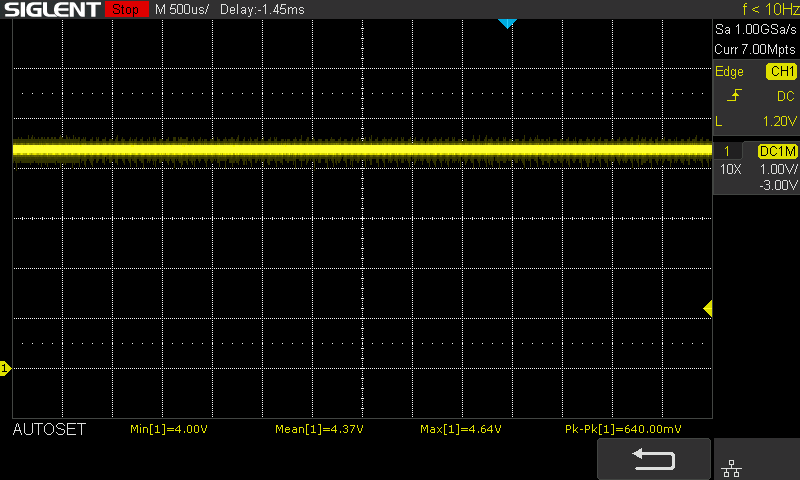 SIGLENT Stop M 500us/ Delay:-1.45ms f < 10Hz
Sa 1.00GSa/s
Curr 7.00Mpts
Edge CH1
DC
L 1.20V
1 DC1M
10X 1.00V/
-3.00V
1
AUTOSET Min[1]=4.00V Mean[1]=4.37V Max[1]=4.64V Pk-Pk[1]=640.00mV